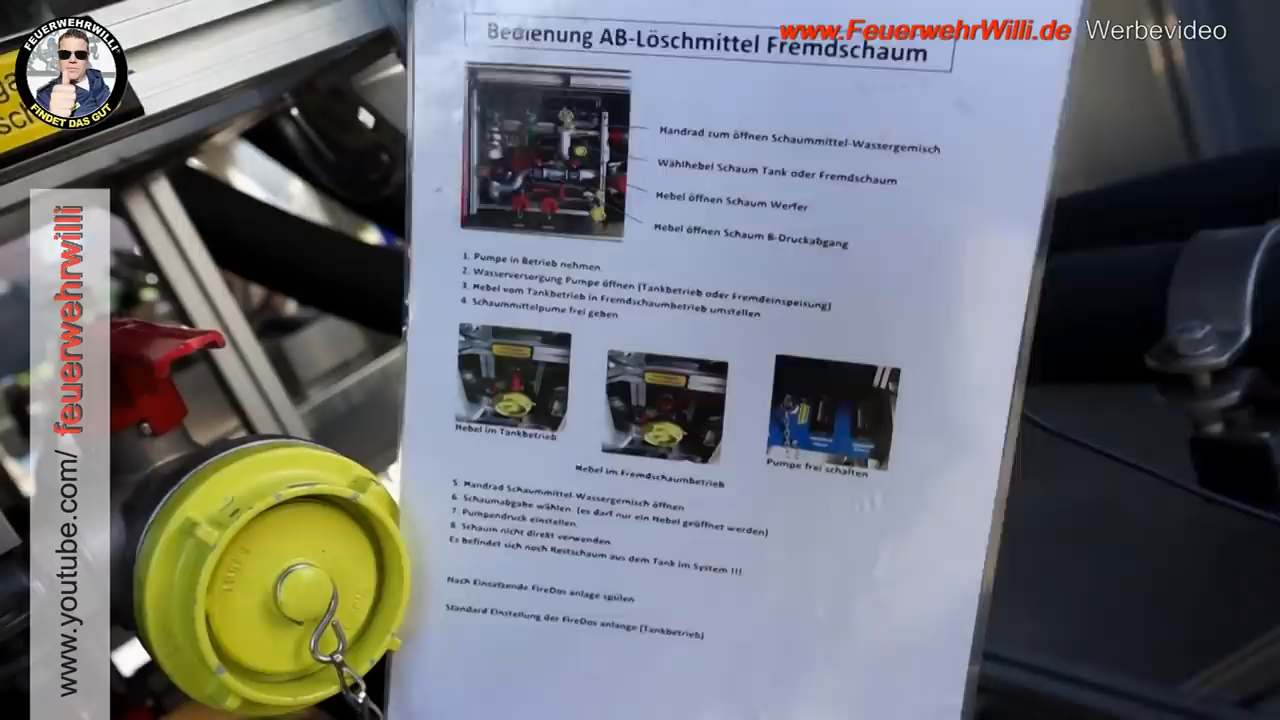 FEUERWEHRWILLI
FINDET DAS GUT
www.FeuerwehrWilli.de Werbevideo
www.youtube.com/feuerwehrwilli
Bedienung AB-Löschmittel Fremdschaum
Handrad zum öffnen Schaummittel-Wassergemisch
Wählhebel Schaum Tank oder Fremdschaum
Hebel öffnen Schaum Werfer
Hebel öffnen Schaum B-Druckabgang
1. Pumpe in Betrieb nehmen.
2. Wasserversorgung Pumpe öffnen (Tankbetrieb oder Fremdeinspeisung)
3. Hebel vom Tankbetrieb in Fremdschaumbetrieb umstellen
4. Schaummittelpume frei geben
Hebel im Tankbetrieb
Hebel im Fremdschaumbetrieb
Pumpe frei schalten
5. Handrad Schaummittel-Wassergemisch öffnen
6. Schaumabgabe wählen (es darf nur ein Hebel geöffnet werden)
7. Pumpendruck einstellen.
8. Schaum nicht direkt verwenden.
Es befindet sich noch Restschaum aus dem Tank im System !!!
Nach Einsatzende FireDos anlage spülen
Standard Einstellung der FireDos anlange (Tankbetrieb)